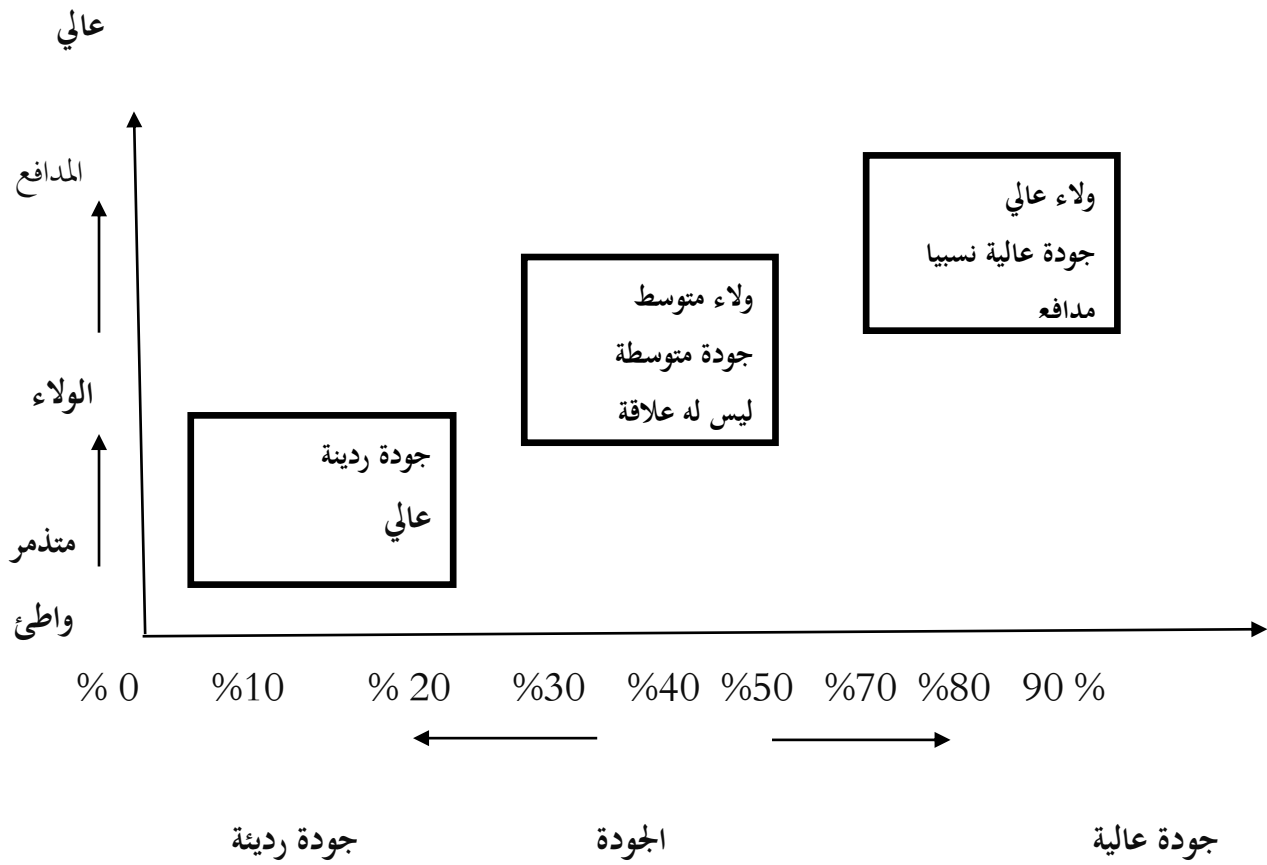 عالي
المدافع
ولاء عالي
جودة عالية نسبيا
مدافع
ولاء متوسط
جودة متوسطة
ليس له علاقة
الولاء
جودة ردينة
عالي
متذمر
واطئ
% 0 %10 % 20 %30 %40 %50 %70 %80 90 %
جودة رديئة الجودة جودة عالية